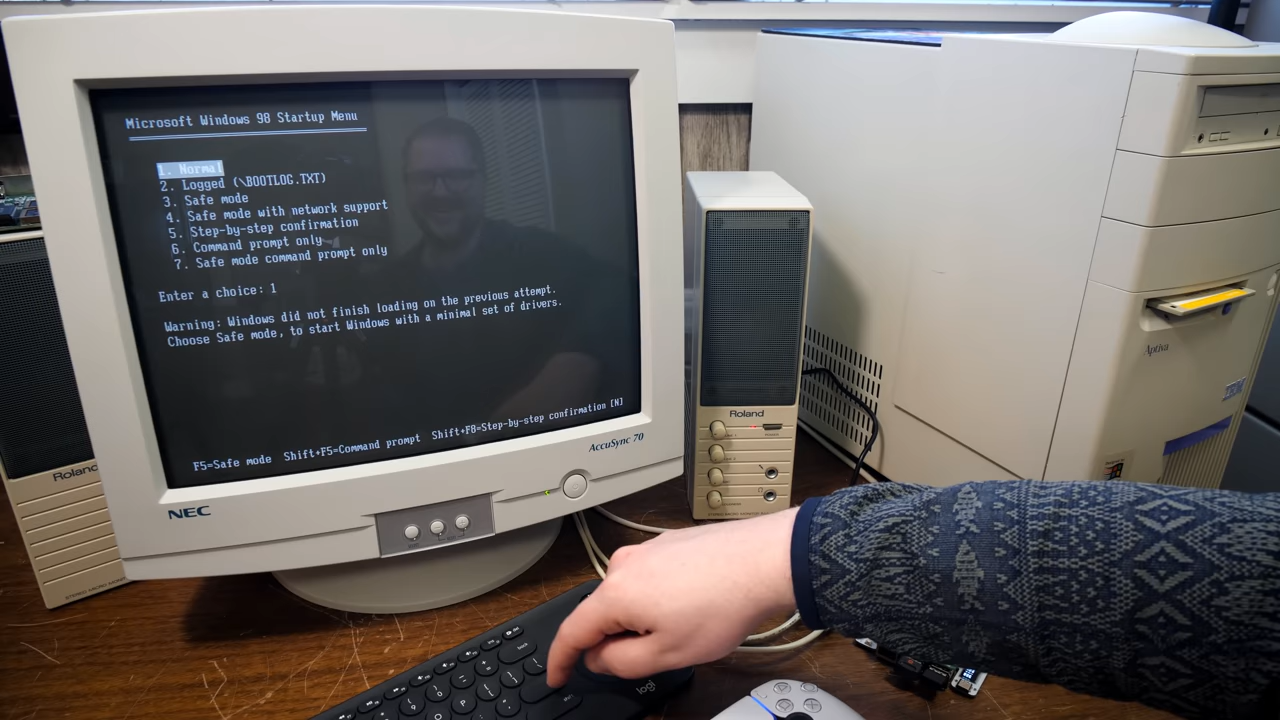 Microsoft Windows 98 Startup Menu
1. Normal
2. Logged (\BOOTLOG.TXT)
3. Safe mode
4. Safe mode with network support
5. Step-by-step confirmation
6. Command prompt only
7. Safe mode command prompt only
Enter a choice: 1
Warning: Windows did not finish loading on the previous attempt.
Choose Safe mode, to start Windows with a minimal set of drivers.
F5=Safe mode Shift+F5=Command prompt Shift+F8=Step-by-step confirmation [N]
AccuSync 70
NEC
Roland
Roland
Aptiva
IBM
logi